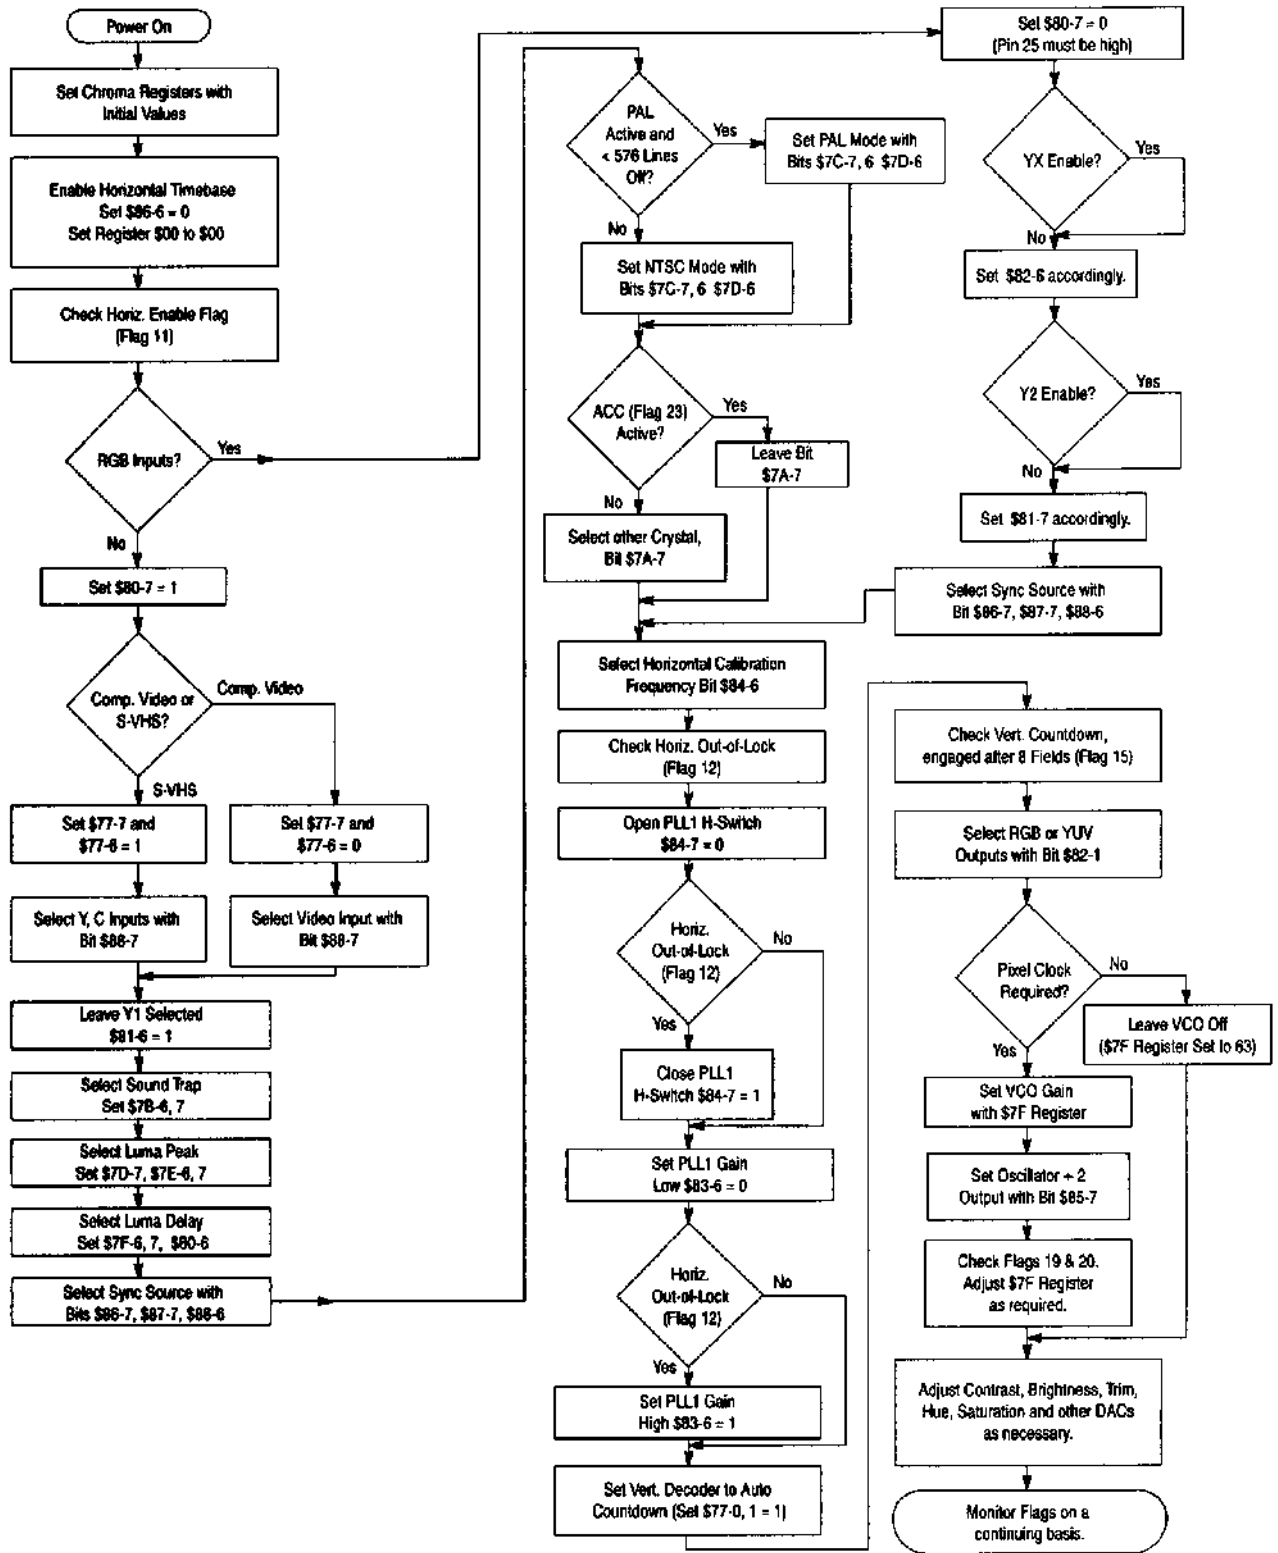 Power On
Set Chroma Registers with
Initial Values
Enable Horizontal Timebase
Set $86-6 = 0
Set Register $00 to $00
Check Horiz. Enable Flag
(Flag 11)
RGB Inputs?
Yes
No
Set $80-7 = 1
Comp. Video or
S-VHS?
Comp. Video
S-VHS
Set $77-7 and
$77-6 = 1
Set $77-7 and
$77-6 = 0
Select Y, C Inputs with
Bit $88-7
Select Video Input with
Bit $88-7
Leave Y1 Selected
$81-6 = 1
Select Sound Trap
Set $7B-6, 7
Select Luma Peak
Set $7D-7, $7E-6, 7
Select Luma Delay
Set $7F-6, 7, $80-6
Select Sync Source with
Bits $86-7, $87-7, $88-6
PAL
Active and
< 576 Lines
Off?
Yes
Set PAL Mode with
Bits $7C-7, 6 $7D-6
No
Set NTSC Mode with
Bits $7C-7, 6 $7D-6
ACC (Flag 23)
Active?
Yes
Leave Bit
$7A-7
No
Select other Crystal,
Bit $7A-7
Select Horizontal Calibration
Frequency Bit $84-6
Check Horiz. Out-of-Lock
(Flag 12)
Open PLL1 H-Switch
$84-7 = 0
Horiz.
Out-of-Lock
(Flag 12)
No
Yes
Close PLL1
H-Switch $84-7 = 1
Set PLL1 Gain
Low $83-6 = 0
Horiz.
Out-of-Lock
(Flag 12)
No
Yes
Set PLL1 Gain
High $83-6 = 1
Set Vert. Decoder to Auto
Countdown (Set $77-0, 1 = 1)
Set $80-7 = 0
(Pin 25 must be high)
YX Enable?
Yes
No
Set $82-6 accordingly.
Y2 Enable?
Yes
No
Set $81-7 accordingly.
Select Sync Source with
Bit $86-7, $87-7, $88-6
Check Vert. Countdown,
engaged after 8 Fields (Flag 15)
Select RGB or YUV
Outputs with Bit $82-1
Pixel Clock
Required?
No
Leave VCO Off
($7F Register Set to 63)
Yes
Set VCO Gain
with $7F Register
Set Oscillator ÷ 2
Output with Bit $85-7
Check Flags 19 & 20.
Adjust $7F Register
as required.
Adjust Contrast, Brightness, Trim,
Hue, Saturation and other DACs
as necessary.
Monitor Flags on a
continuing basis.